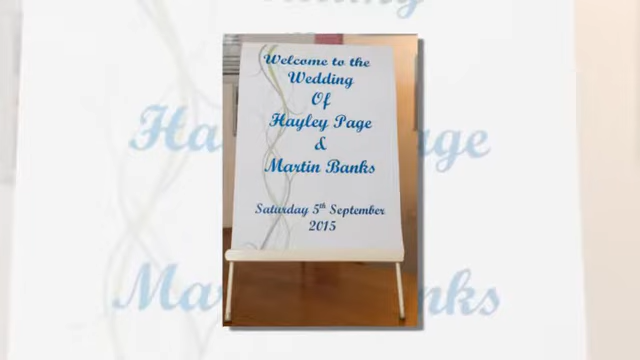 Welcome to the
Wedding
Of
Hayley Page
&
Martin Banks
Saturday 5th September
2015